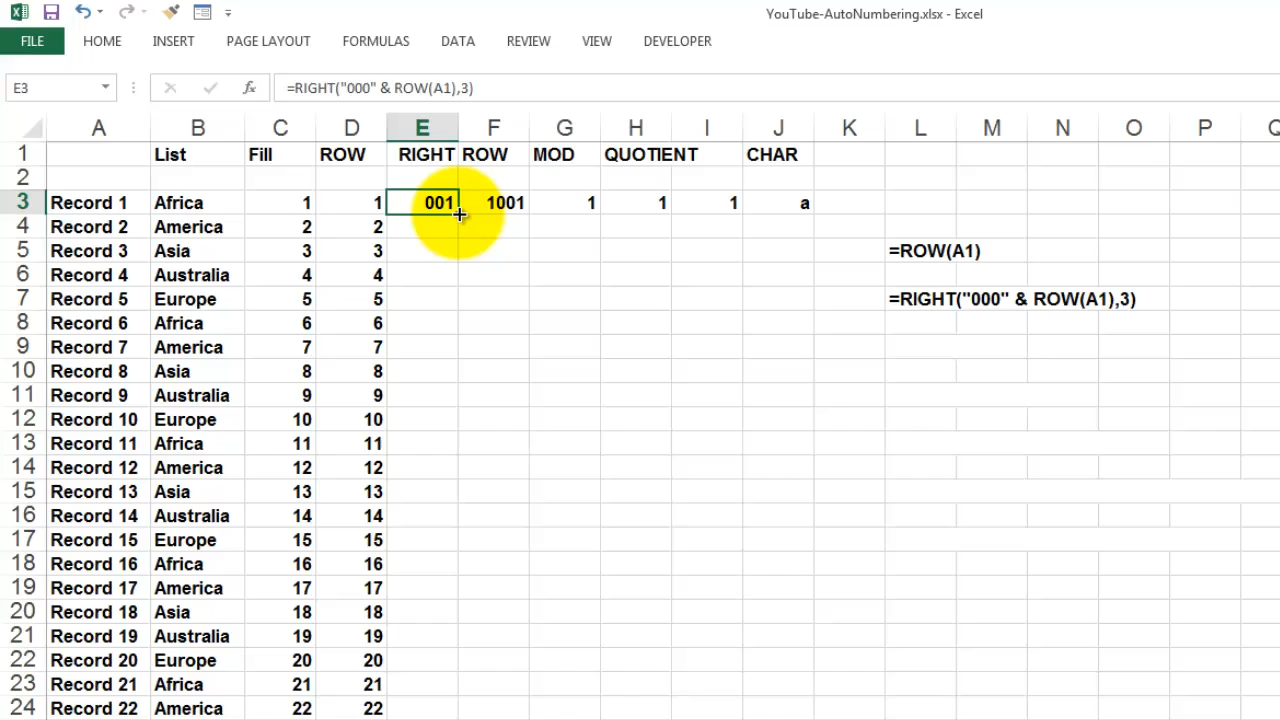 YouTube-AutoNumbering.xlsx - Excel
FILE HOME INSERT PAGE LAYOUT FORMULAS DATA REVIEW VIEW DEVELOPER
E3 fx =RIGHT("000" & ROW(A1),3)
A B C D E F G H I J K L M N O P Q
1 List Fill ROW RIGHT ROW MOD QUOTIENT CHAR
2
3 Record 1 Africa 1 1 001 1001 1 1 1 a
4 Record 2 America 2 2
5 Record 3 Asia 3 3 =ROW(A1)
6 Record 4 Australia 4 4
7 Record 5 Europe 5 5 =RIGHT("000" & ROW(A1),3)
8 Record 6 Africa 6 6
9 Record 7 America 7 7
10 Record 8 Asia 8 8
11 Record 9 Australia 9 9
12 Record 10 Europe 10 10
13 Record 11 Africa 11 11
14 Record 12 America 12 12
15 Record 13 Asia 13 13
16 Record 14 Australia 14 14
17 Record 15 Europe 15 15
18 Record 16 Africa 16 16
19 Record 17 America 17 17
20 Record 18 Asia 18 18
21 Record 19 Australia 19 19
22 Record 20 Europe 20 20
23 Record 21 Africa 21 21
24 Record 22 America 22 22